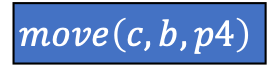 move(c, b, p4)